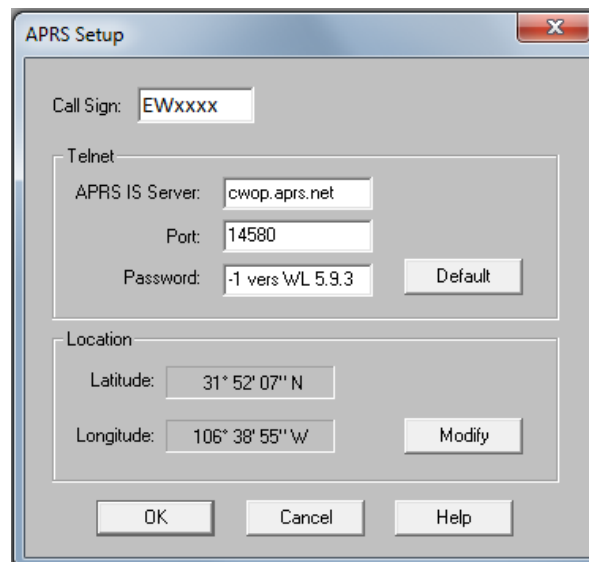 APRS Setup
Call Sign: EWxxxx
Telnet
APRS IS Server: cwop.aprs.net
Port: 14580
Password: -1 vers WL 5.9.3 Default
Location
Latitude: 31° 52' 07" N
Longitude: 106° 38' 55" W Modify
OK Cancel Help